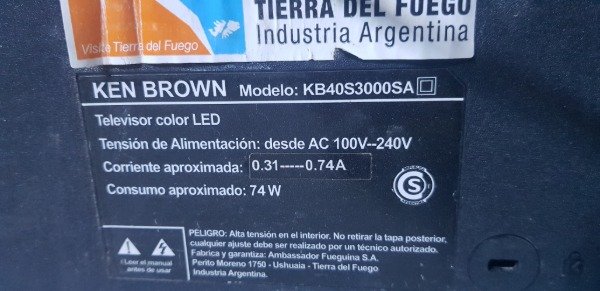 TIERRA DEL FUEGO
Industria Argentina
Visite Tierra del Fuego
KEN BROWN Modelo: KB40S3000SA
Televisor color LED
Tensión de Alimentación: desde AC 100V--240V
Corriente aproximada: 0.31-----0.74A
Consumo aproximado: 74W
S
PELIGRO: Alta tensión en el interior. No retirar la tapa posterior,
cualquier ajuste debe ser realizado por un técnico autorizado.
Fabrica y garantiza: Ambassador Fueguina S.A.
Perito Moreno 1750 - Ushuaia - Tierra del Fuego
Industria Argentina.
Leer el manual
antes de usar